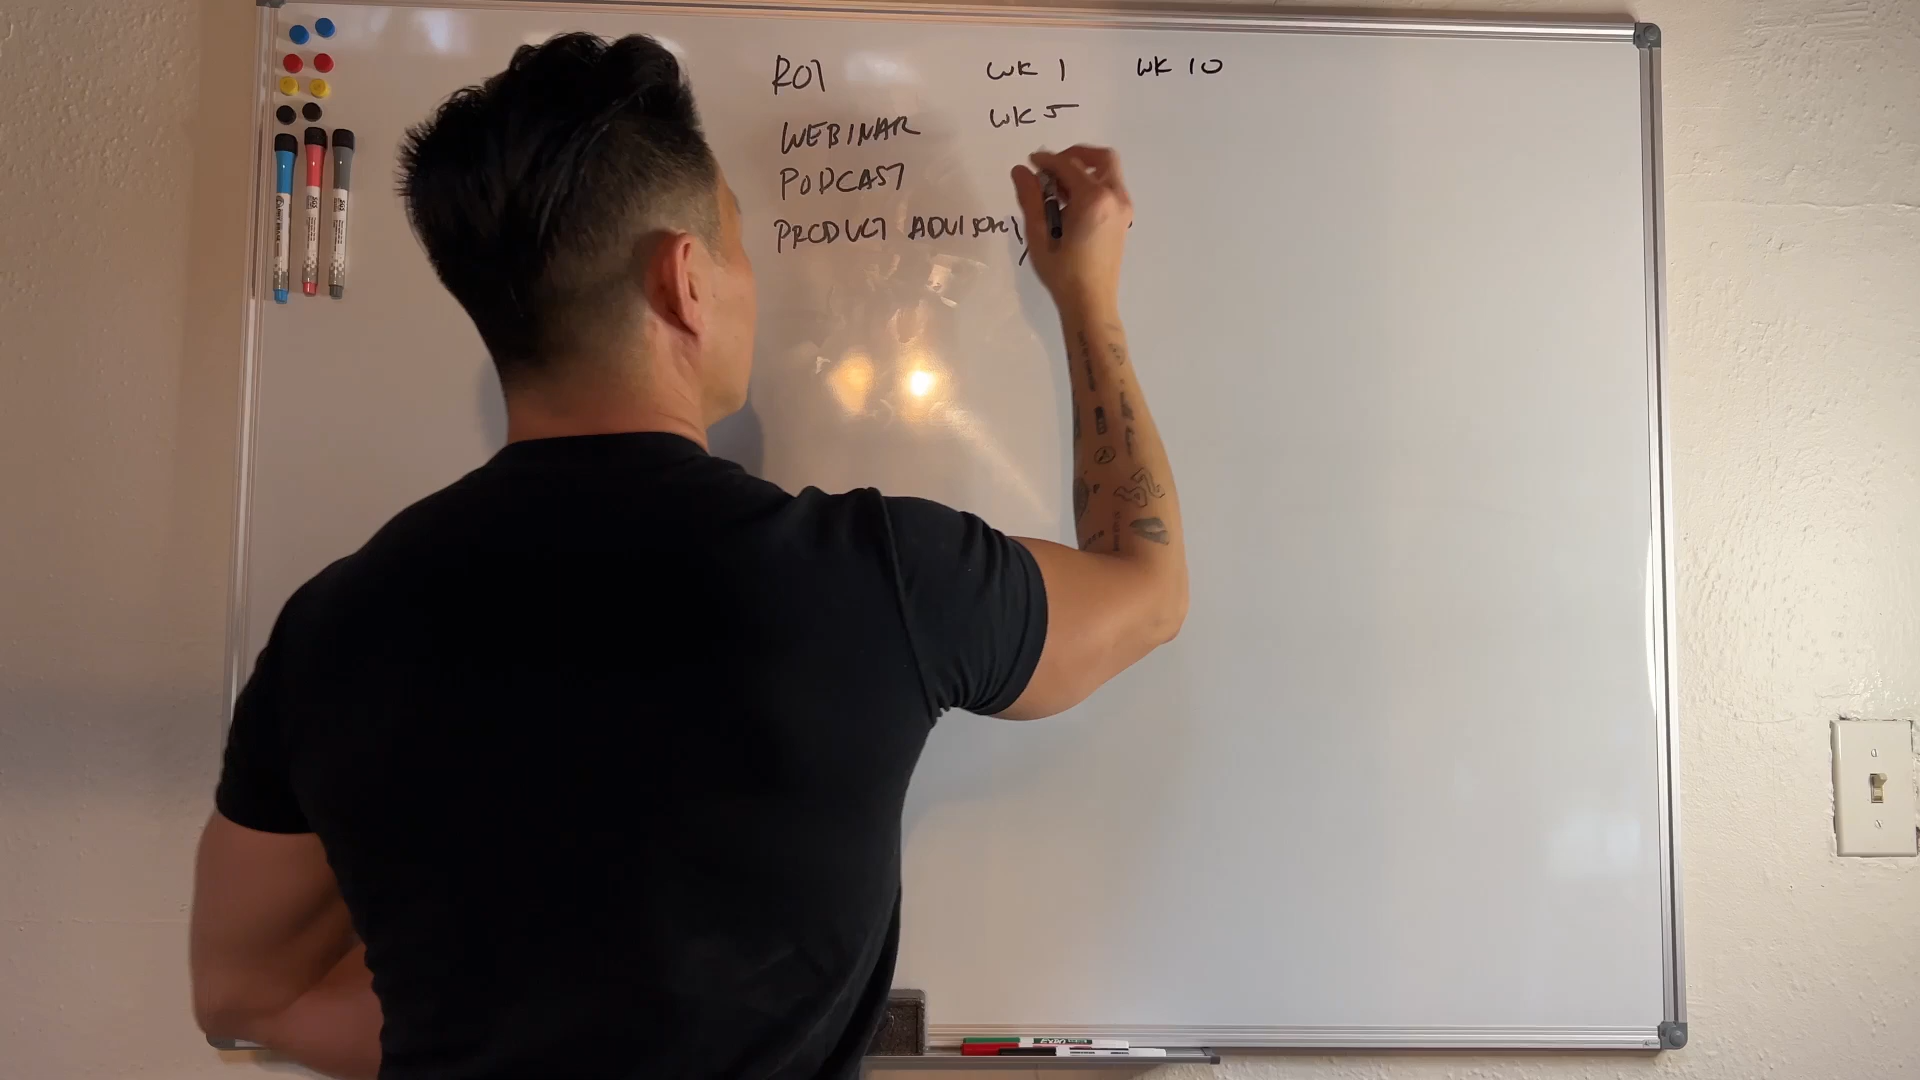 ROI WK 1 WK 10
WEBINAR WK 5
PODCAST
PRODUCT ADVISORY